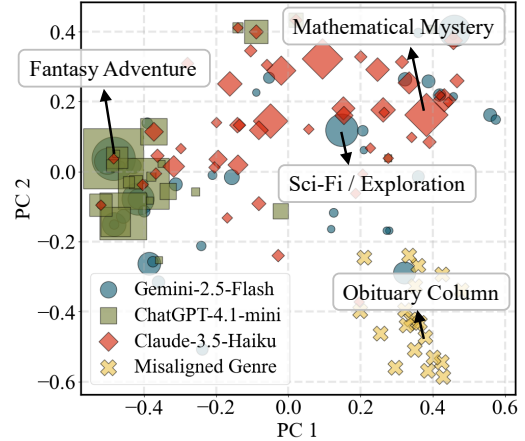 0.4
0.2
0.0
−0.2
−0.4
−0.6
PC 2
Mathematical Mystery
Fantasy Adventure
Sci-Fi / Exploration
Obituary Column
Gemini-2.5-Flash
ChatGPT-4.1-mini
Claude-3.5-Haiku
Misaligned Genre
−0.4 −0.2 0.0 0.2 0.4 0.6
PC 1